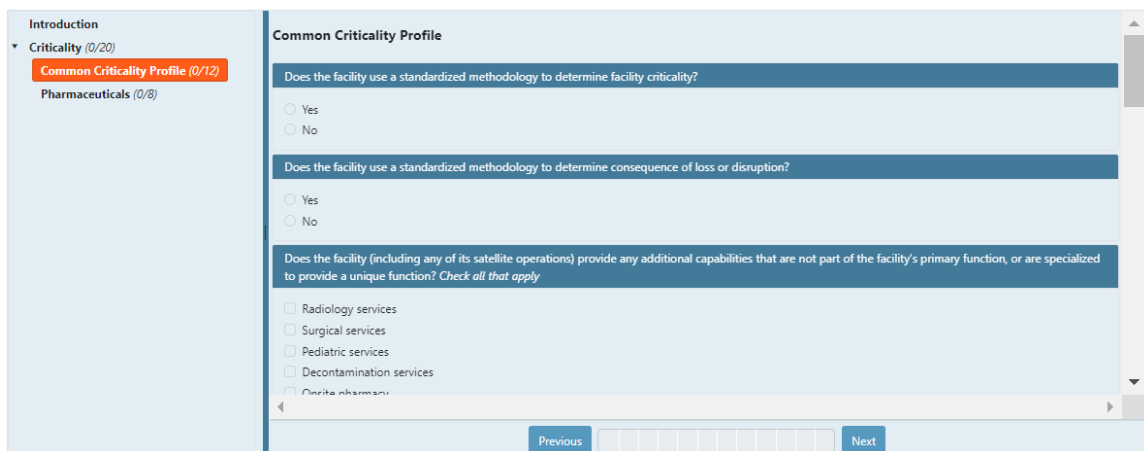 Introduction
Criticality (0/20)
Common Criticality Profile (0/12)
Pharmaceuticals (0/8)
Common Criticality Profile
Does the facility use a standardized methodology to determine facility criticality?
Yes
No
Does the facility use a standardized methodology to determine consequence of loss or disruption?
Yes
No
Does the facility (including any of its satellite operations) provide any additional capabilities that are not part of the facility's primary function, or are specialized
to provide a unique function? Check all that apply
Radiology services
Surgical services
Pediatric services
Decontamination services
Onsite pharmacy
Previous
Next